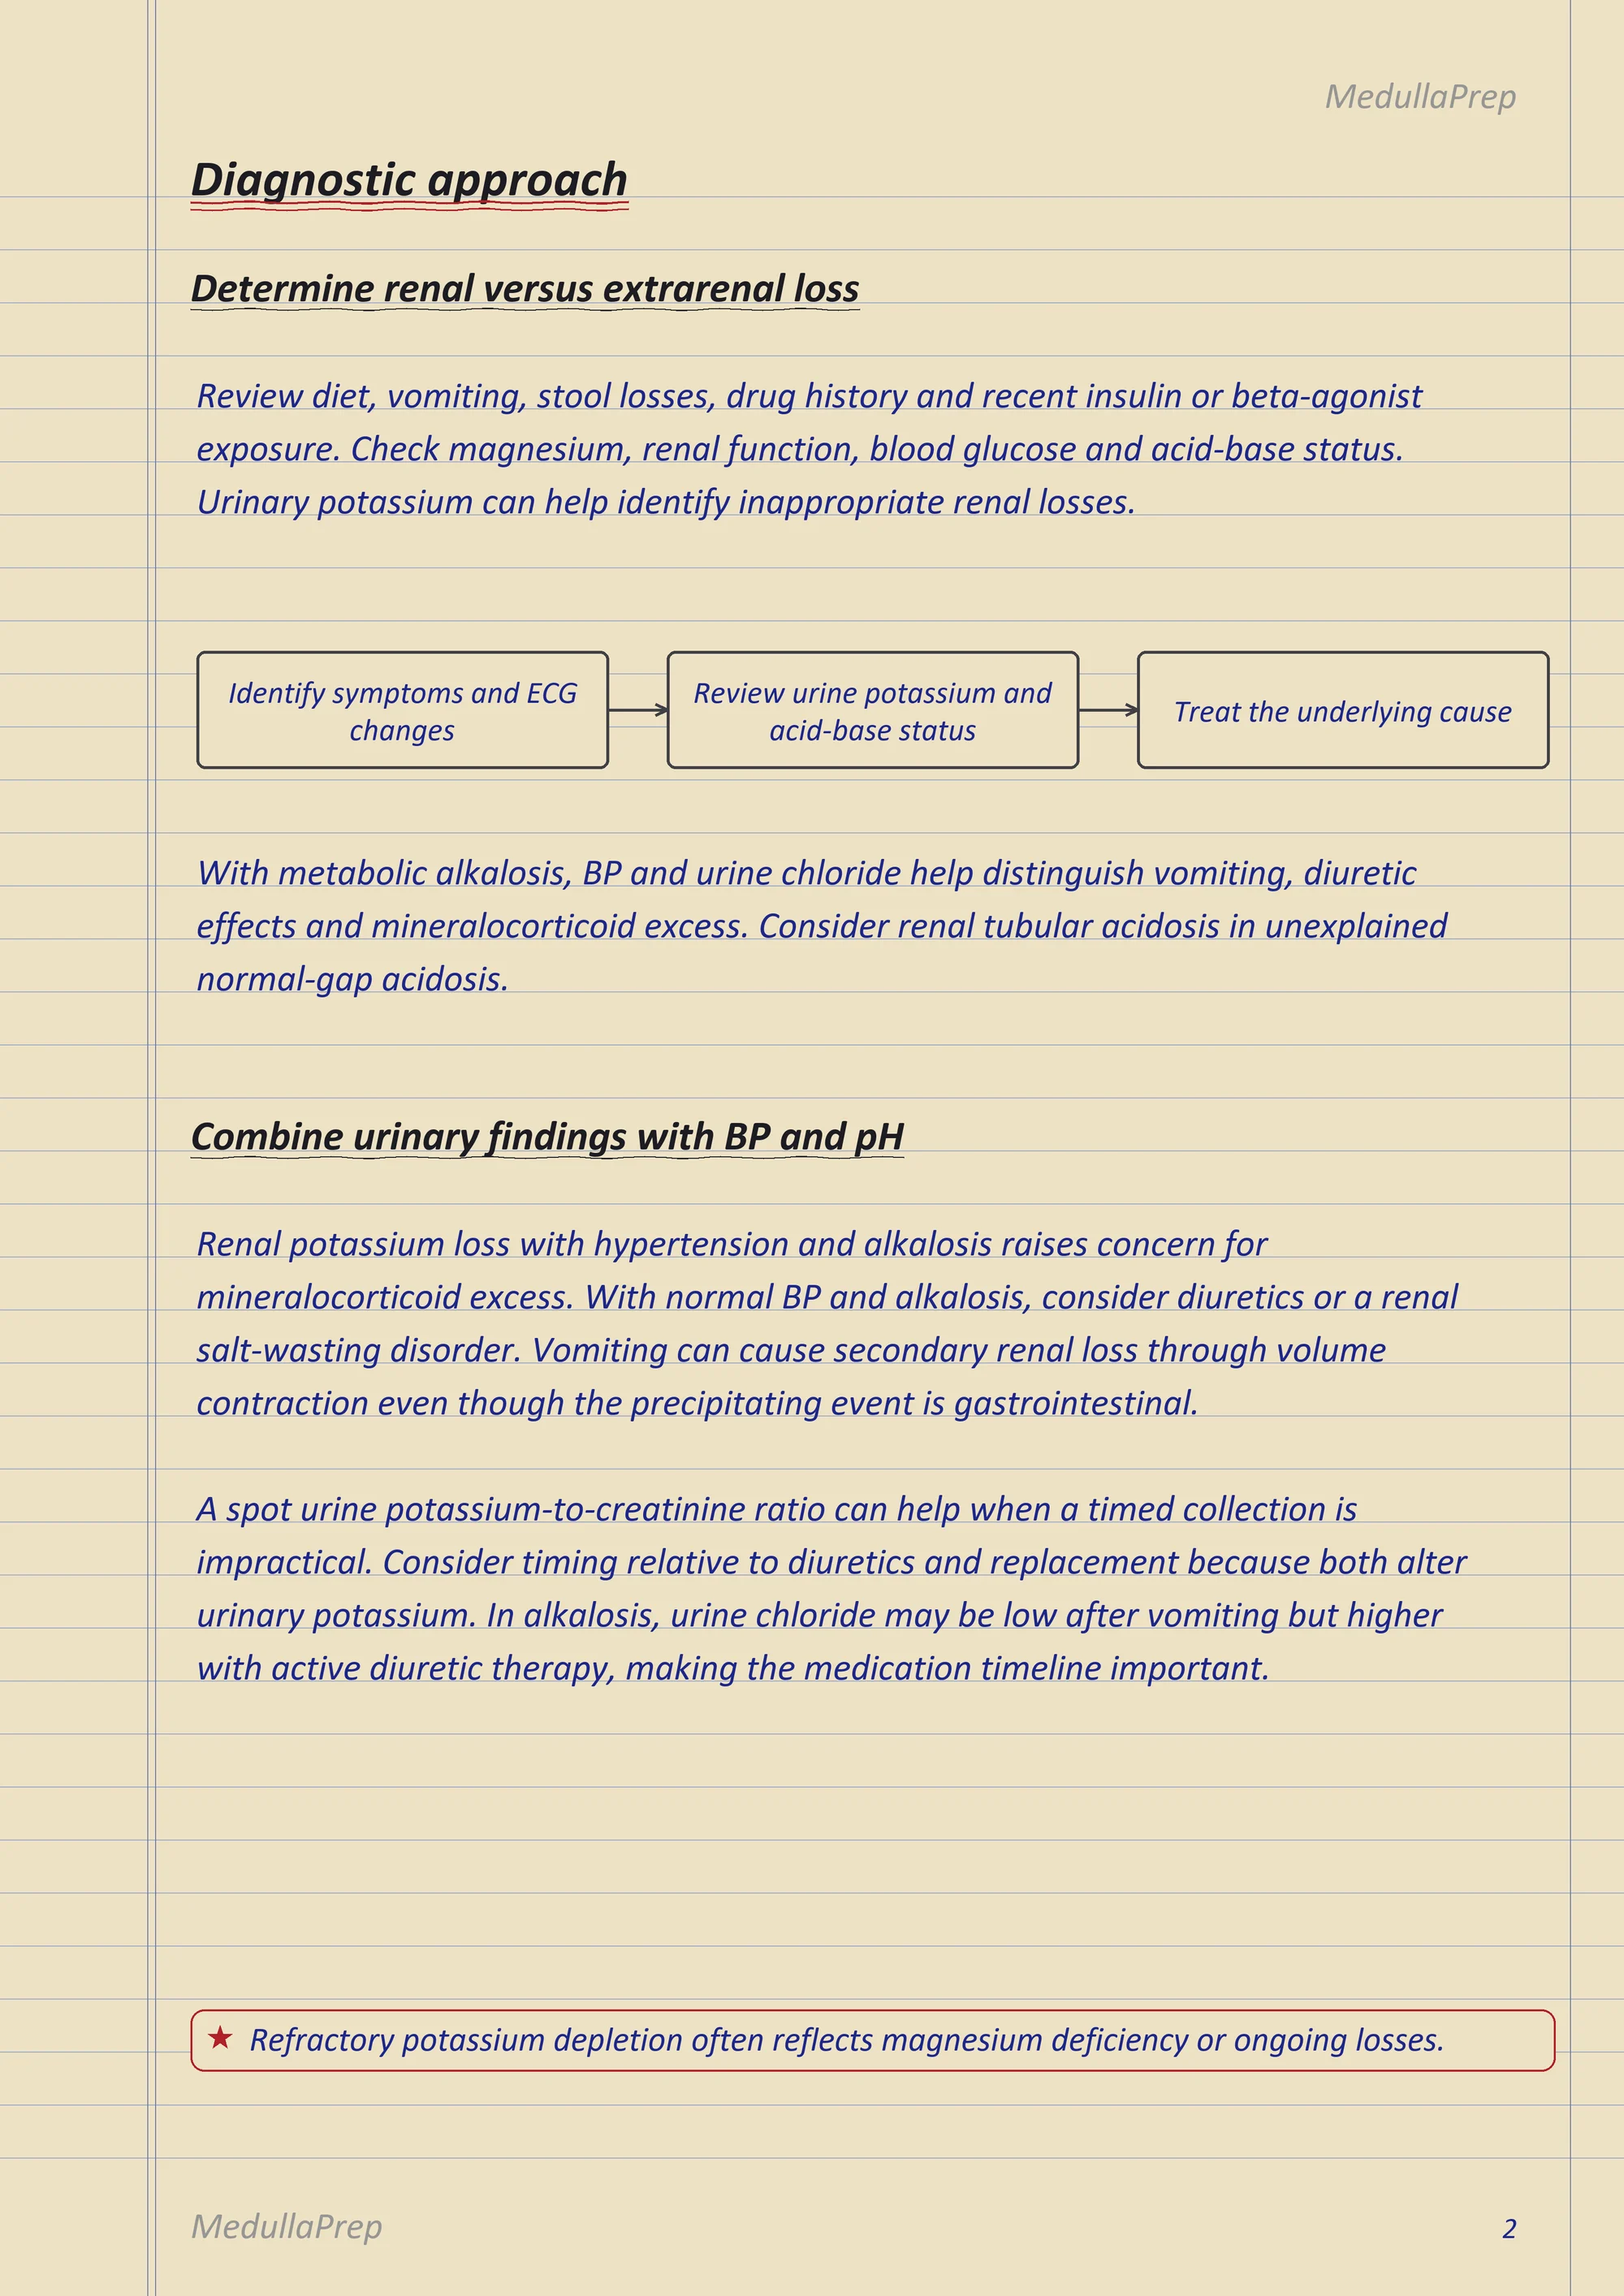 MedullaPrep
Diagnostic approach
Determine renal versus extrarenal loss
Review diet, vomiting, stool losses, drug history and recent insulin or beta-agonist
exposure. Check magnesium, renal function, blood glucose and acid-base status.
Urinary potassium can help identify inappropriate renal losses.
Identify symptoms and ECG
changes
Review urine potassium and
acid-base status
Treat the underlying cause
With metabolic alkalosis, BP and urine chloride help distinguish vomiting, diuretic
effects and mineralocorticoid excess. Consider renal tubular acidosis in unexplained
normal-gap acidosis.
Combine urinary findings with BP and pH
Renal potassium loss with hypertension and alkalosis raises concern for
mineralocorticoid excess. With normal BP and alkalosis, consider diuretics or a renal
salt-wasting disorder. Vomiting can cause secondary renal loss through volume
contraction even though the precipitating event is gastrointestinal.
A spot urine potassium-to-creatinine ratio can help when a timed collection is
impractical. Consider timing relative to diuretics and replacement because both alter
urinary potassium. In alkalosis, urine chloride may be low after vomiting but higher
with active diuretic therapy, making the medication timeline important.
★ Refractory potassium depletion often reflects magnesium deficiency or ongoing losses.
MedullaPrep
2